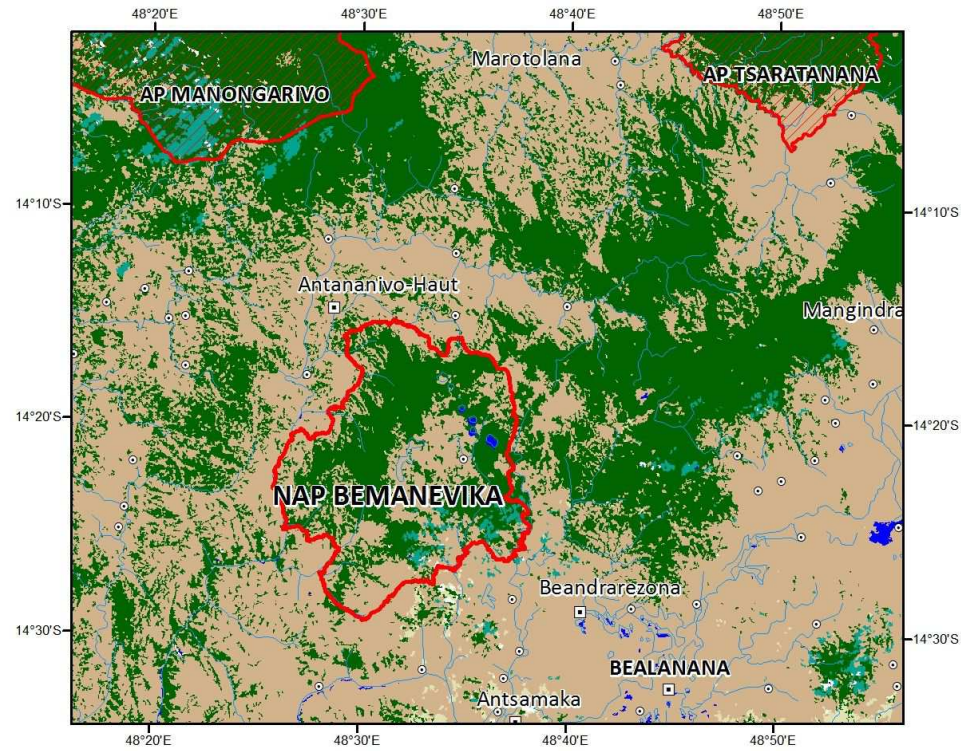 48°20'E 48°30'E 48°40'E 48°50'E
Marotolana
AP TSARATANANA
AP MANONGARIVO
14°10'S 14°10'S
Antananivo-Haut
Mangindra
14°20'S 14°20'S
NAP BEMANEVIKA
Beandrarezona
14°30'S 14°30'S
BEALANANA
Antsamaka
48°20'E 48°30'E 48°40'E 48°50'E